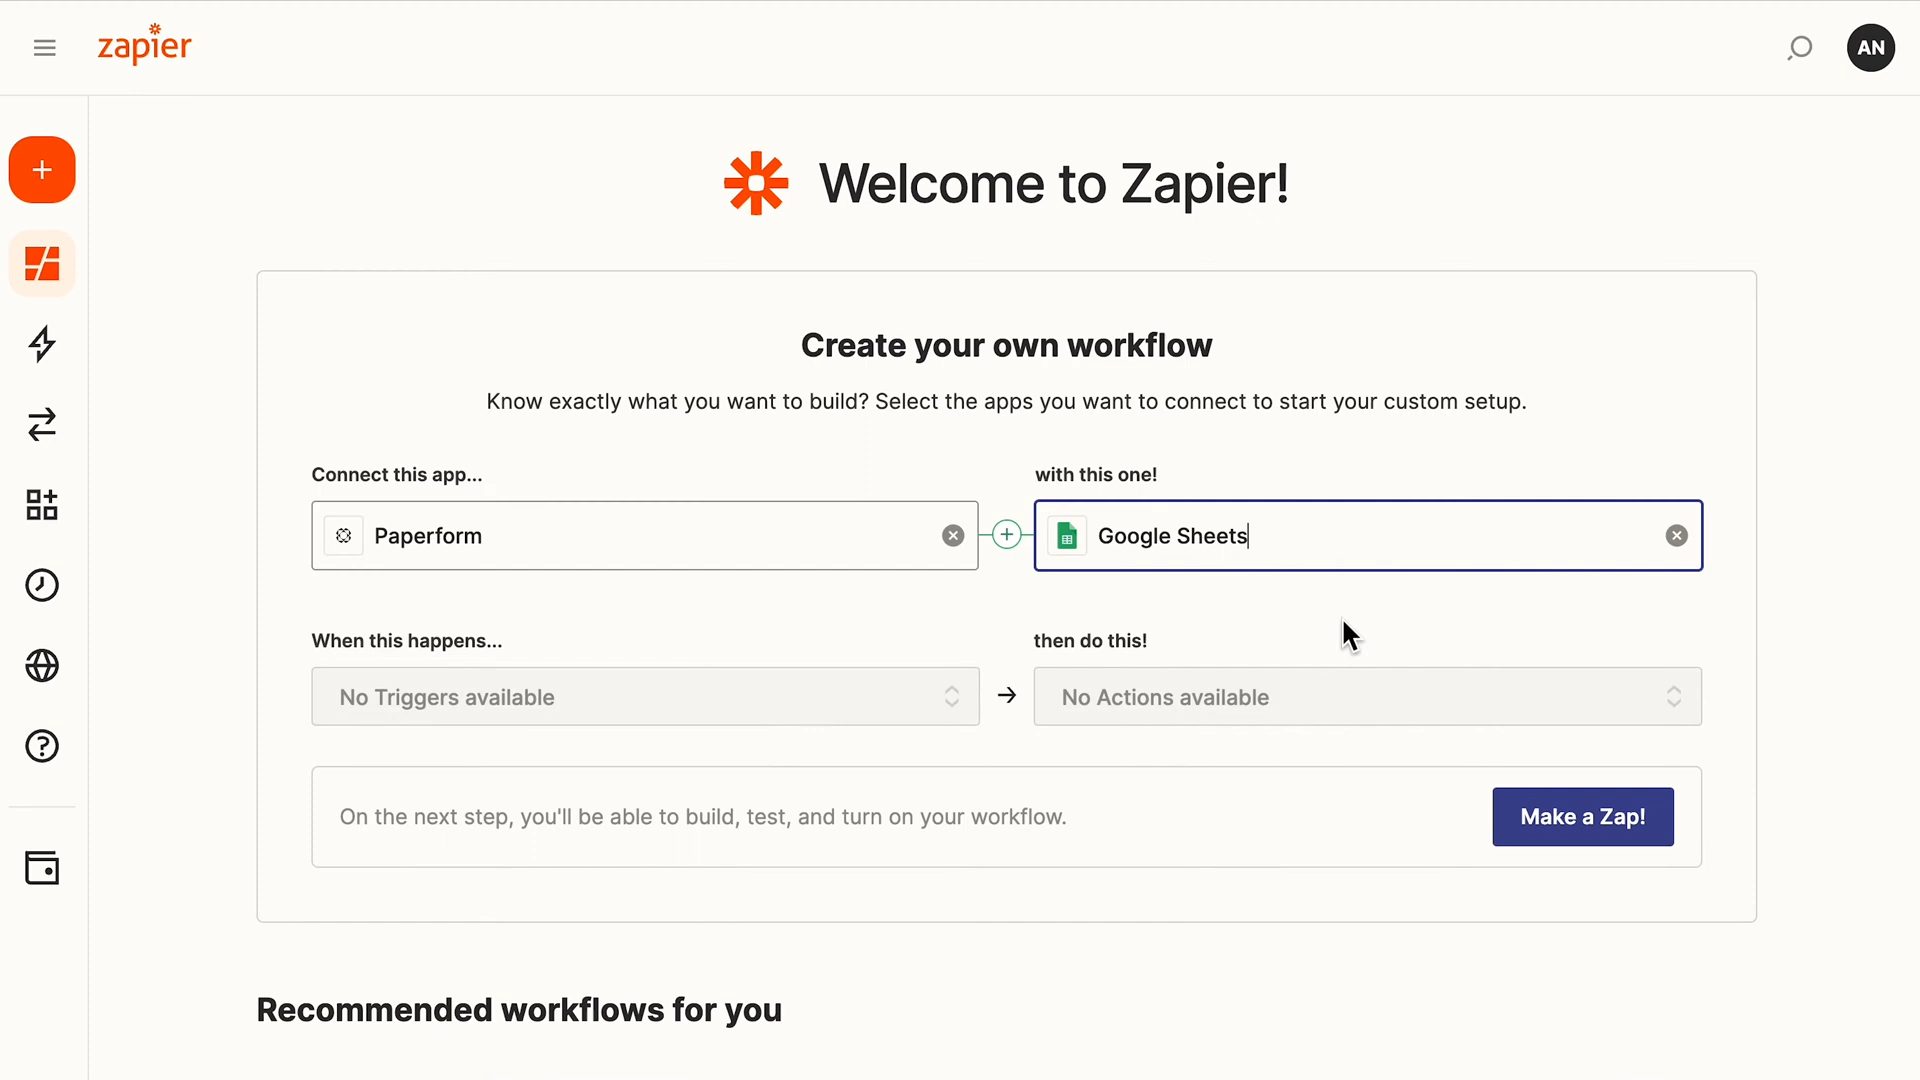 zapier
AN
Welcome to Zapier!
Create your own workflow
Know exactly what you want to build? Select the apps you want to connect to start your custom setup.
Connect this app...
with this one!
Paperform
Google Sheets
When this happens...
then do this!
No Triggers available
No Actions available
On the next step, you'll be able to build, test, and turn on your workflow.
Make a Zap!
Recommended workflows for you